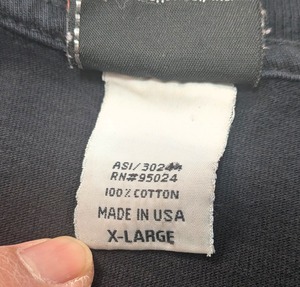 ASI/302
RN#95024
100% COTTON
MADE IN USA
X-LARGE